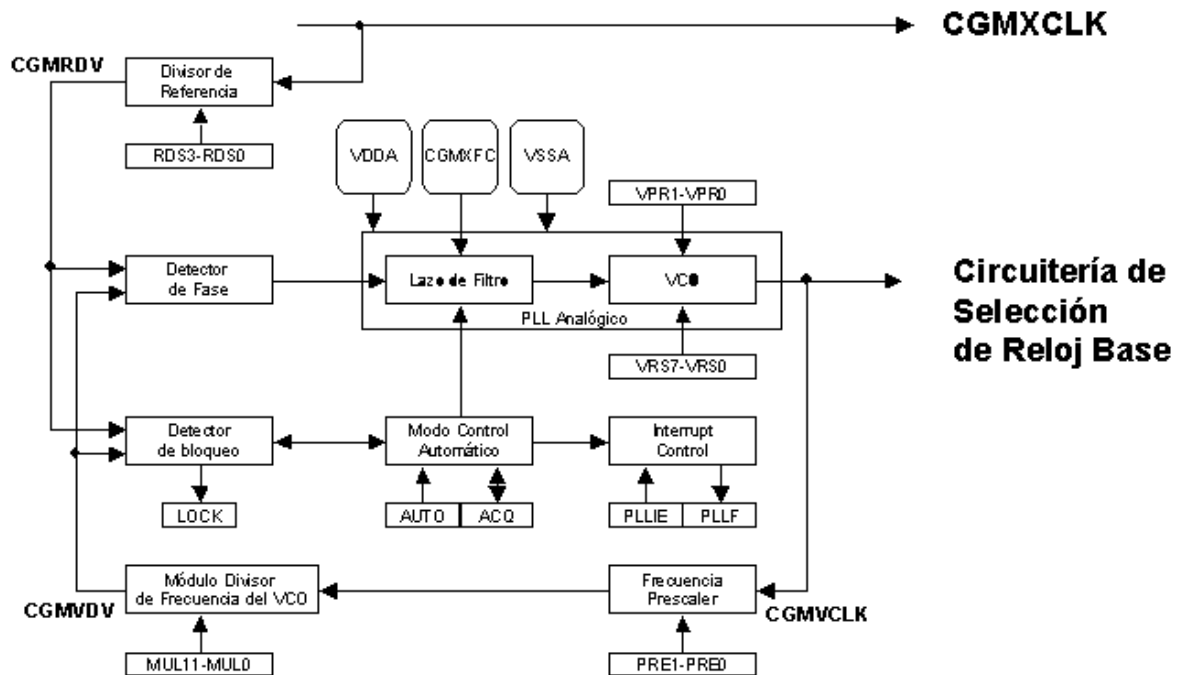 CGMXCLK
CGMRDV
Divisor de
Referencia
RDS3-RDS0
VDDA
CGMXFC
VSSA
VPR1-VPR0
Detector
de Fase
Lazo de Filtro
VCO
PLL Analógico
Circuitería de
Selección
de Reloj Base
VRS7-VRS0
Detector
de bloqueo
Modo Control
Automático
Interrupt
Control
LOCK
AUTO
ACQ
PLLIE
PLLF
Módulo Divisor
de Frecuencia del VCO
Frecuencia
Prescaler
CGMVDV
CGMVCLK
MUL11-MUL0
PRE1-PRE0